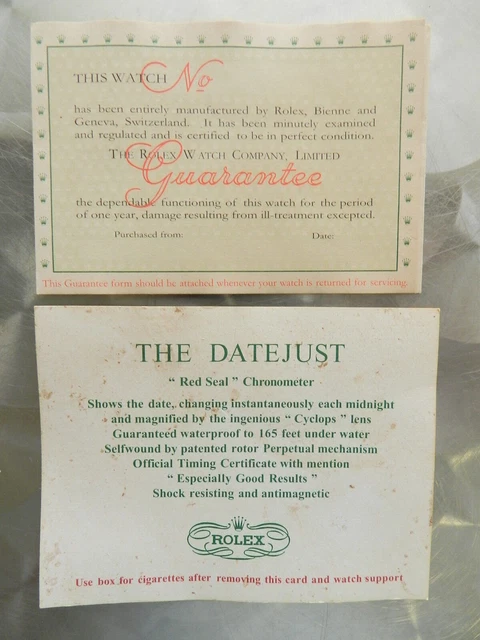 THIS WATCH No
has been entirely manufactured by Rolex, Bienne and
Geneva, Switzerland. It has been minutely examined
and regulated and is certified to be in perfect condition.
THE ROLEX WATCH COMPANY, LIMITED
Guarantee
the dependable functioning of this watch for the period
of one year, damage resulting from ill-treatment excepted.
Purchased from: Date:
This Guarantee form should be attached whenever your watch is returned for servicing.
THE DATEJUST
“ Red Seal ” Chronometer
Shows the date, changing instantaneously each midnight
and magnified by the ingenious “ Cyclops ” lens
Guaranteed waterproof to 165 feet under water
Selfwound by patented rotor Perpetual mechanism
Official Timing Certificate with mention
“ Especially Good Results ”
Shock resisting and antimagnetic
ROLEX
Use box for cigarettes after removing this card and watch support